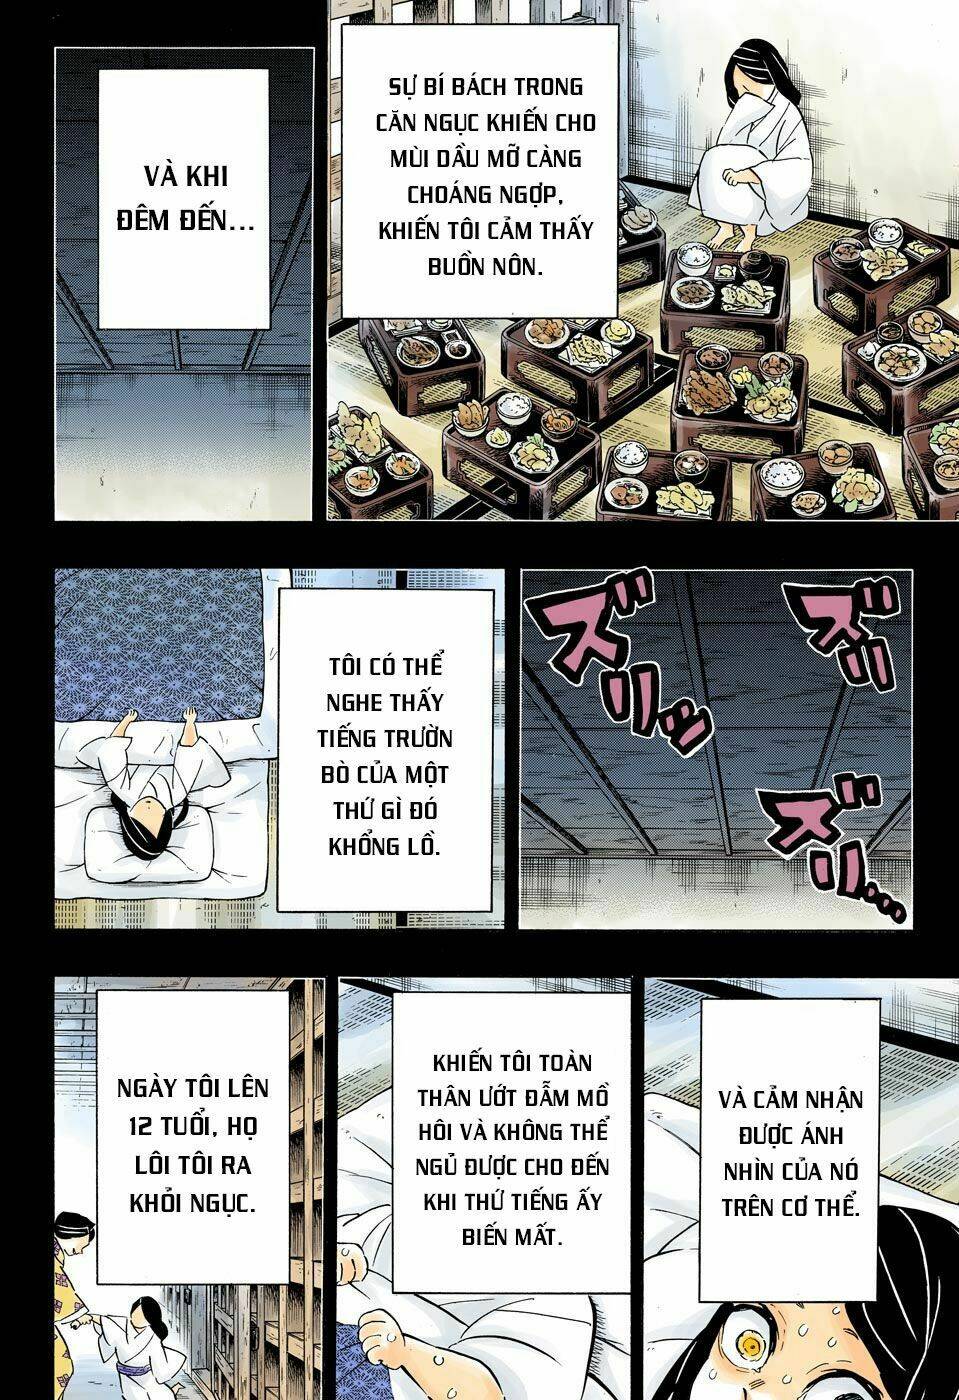 SỰ BÍ BÁCH TRONG
CĂN NGỤC KHIẾN CHO
MÙI DẦU MỠ CÀNG
CHOÁNG NGỢP,
KHIẾN TÔI CẢM THẤY
BUỒN NÔN.
VÀ KHI
ĐÊM ĐẾN...
ズズリッ
ズリ
ズリ...
TÔI CÓ THỂ
NGHE THẤY
TIẾNG TRƯỜN
BÒ CỦA MỘT
THỨ GÌ ĐÓ
KHỔNG LỒ.
VÀ CẢM NHẬN
ĐƯỢC ÁNH
NHÌN CỦA NÓ
TRÊN CƠ THỂ.
KHIẾN TÔI TOÀN
THÂN ƯỚT ĐẪM MỒ
HÔI VÀ KHÔNG THỂ
NGỦ ĐƯỢC CHO ĐẾN
KHI THỨ TIẾNG ẤY
BIẾN MẤT.
NGÀY TÔI LÊN
12 TUỔI, HỌ
LÔI TÔI RA
KHỎI NGỤC.